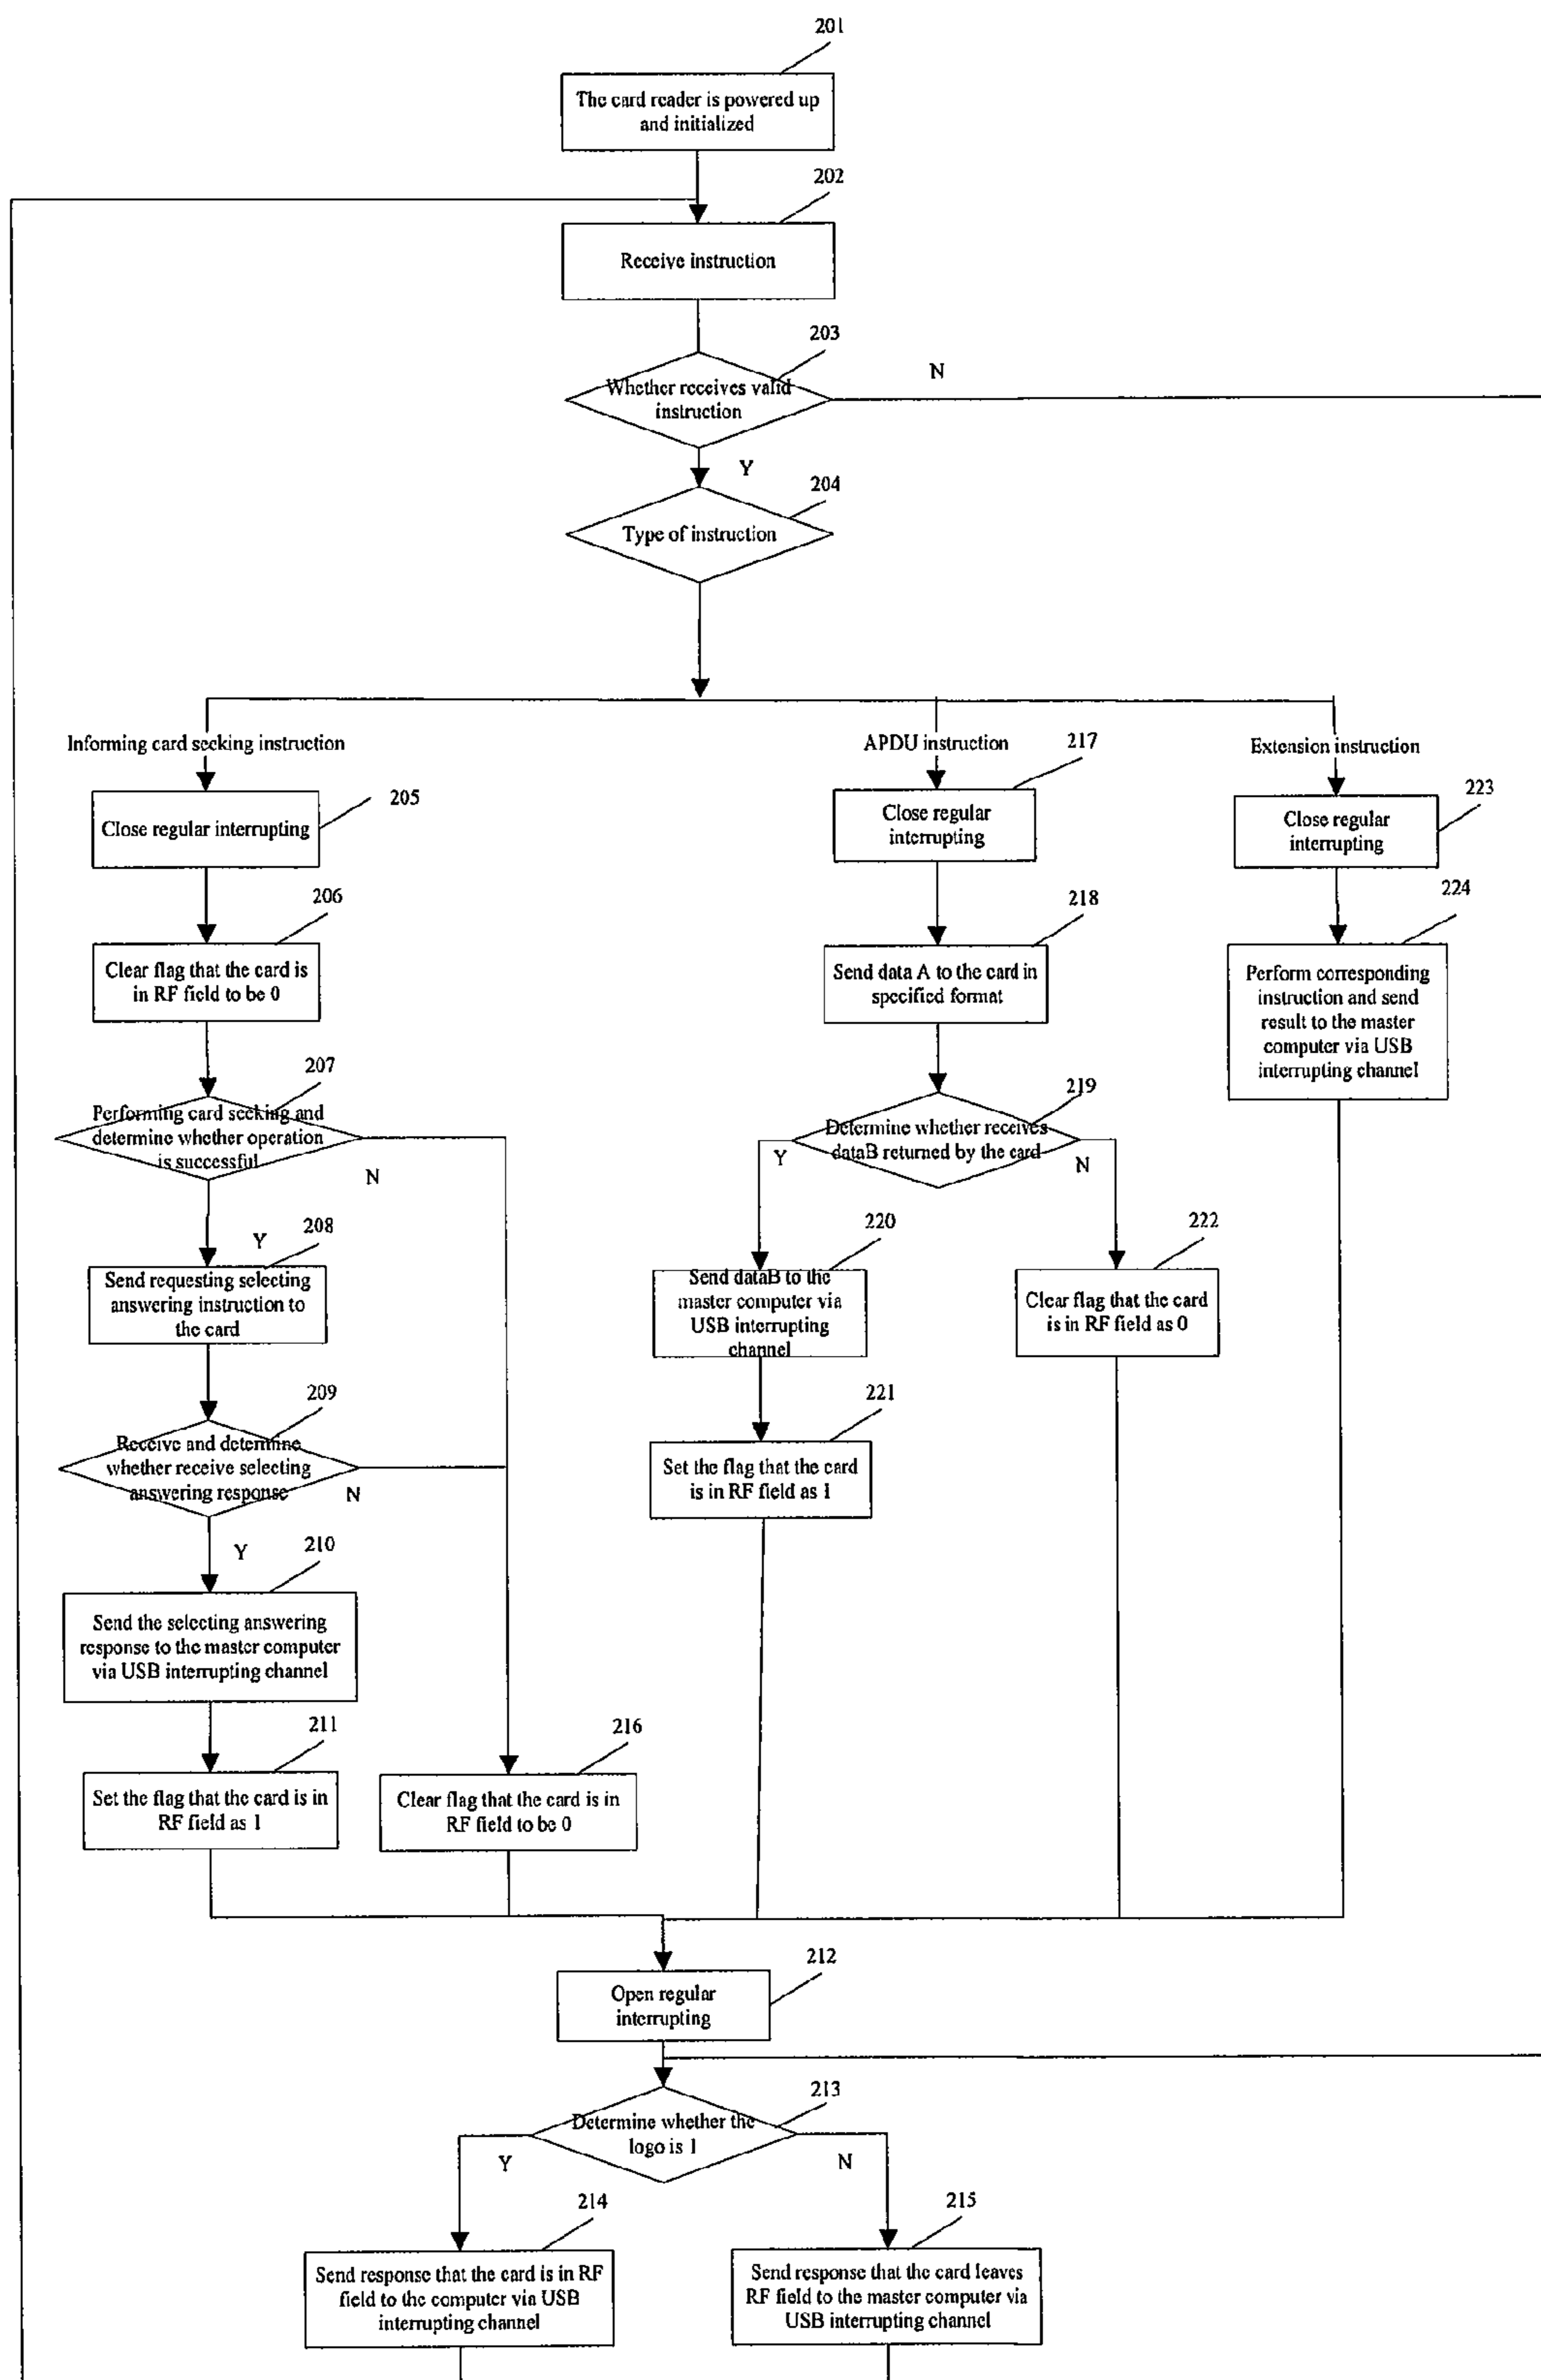 201
The card reader is powered up
and initialized
202
Receive instruction
203
Whether receives valid
instruction
N
Y
204
Type of instruction
Informing card seeking instruction
APDU instruction
217
Extension instruction
205
Close regular interrupting
Close regular
interrupting
223
Close regular
interrupting
206
Clear flag that the card is
in RF field to be 0
218
Send data A to the card in
specified format
224
Perform corresponding
instruction and send
result to the master
computer via USB
interrupting channel
207
Performing card seeking and
determine whether operation
is successful
N
219
Determine whether receives
dataB returned by the card
Y
N
Y
208
Send requesting selecting
answering instruction to
the card
220
Send dataB to the
master computer via
USB interrupting
channel
222
Clear flag that the card
is in RF field as 0
209
Receive and determine
whether receive selecting
answering response
N
221
Set the flag that the card
is in RF field as 1
Y
210
Send the selecting answering
response to the master computer
via USB interrupting channel
211
Set the flag that the card is in
RF field as 1
216
Clear flag that the card is in
RF field to be 0
212
Open regular
interrupting
213
Determine whether the
logo is 1
Y
N
214
Send response that the card is in RF
field to the computer via USB
interrupting channel
215
Send response that the card leaves
RF field to the master computer via
USB interrupting channel